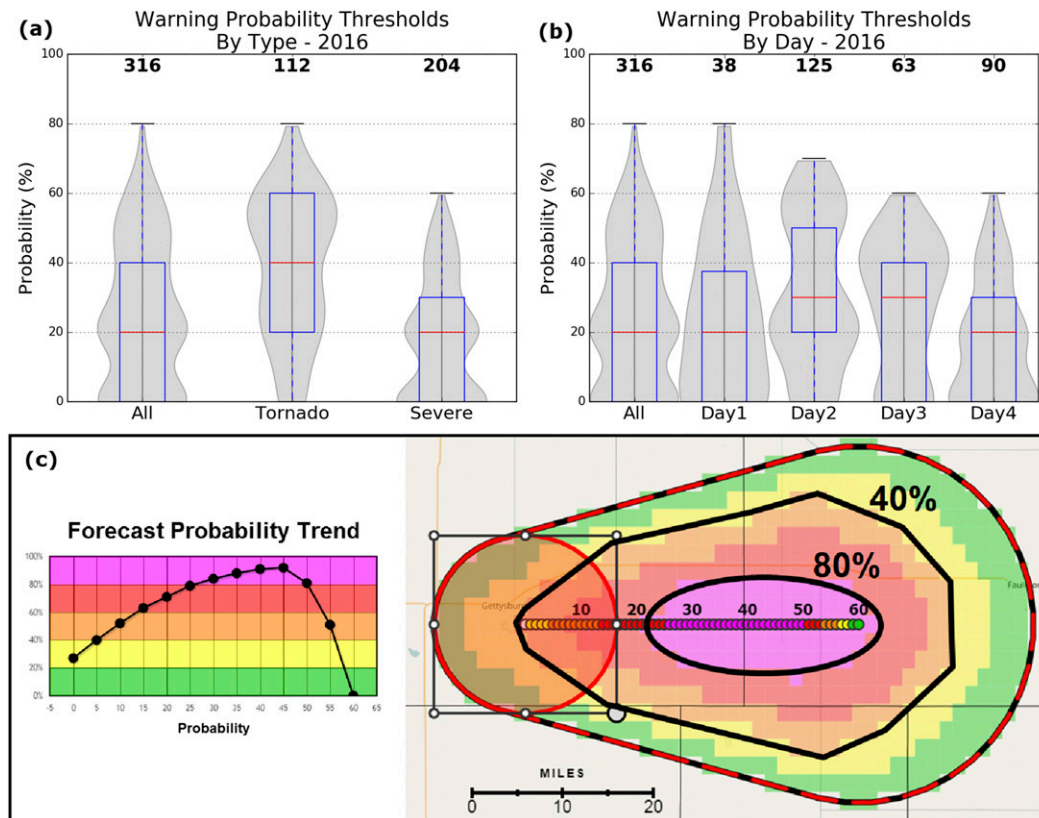 (a)
Warning Probability Thresholds
By Type - 2016
316 112 204
Probability (%)
100
80
60
40
20
0
All Tornado Severe
(b)
Warning Probability Thresholds
By Day - 2016
316 38 125 63 90
Probability (%)
100
80
60
40
20
0
All Day1 Day2 Day3 Day4
(c)
Forecast Probability Trend
100%
80%
60%
40%
20%
0%
-5 0 5 10 15 20 25 30 35 40 45 50 55 60 65
Probability
40%
80%
Gettysburg
10 20 30 40 50 60
MILES
0 10 20